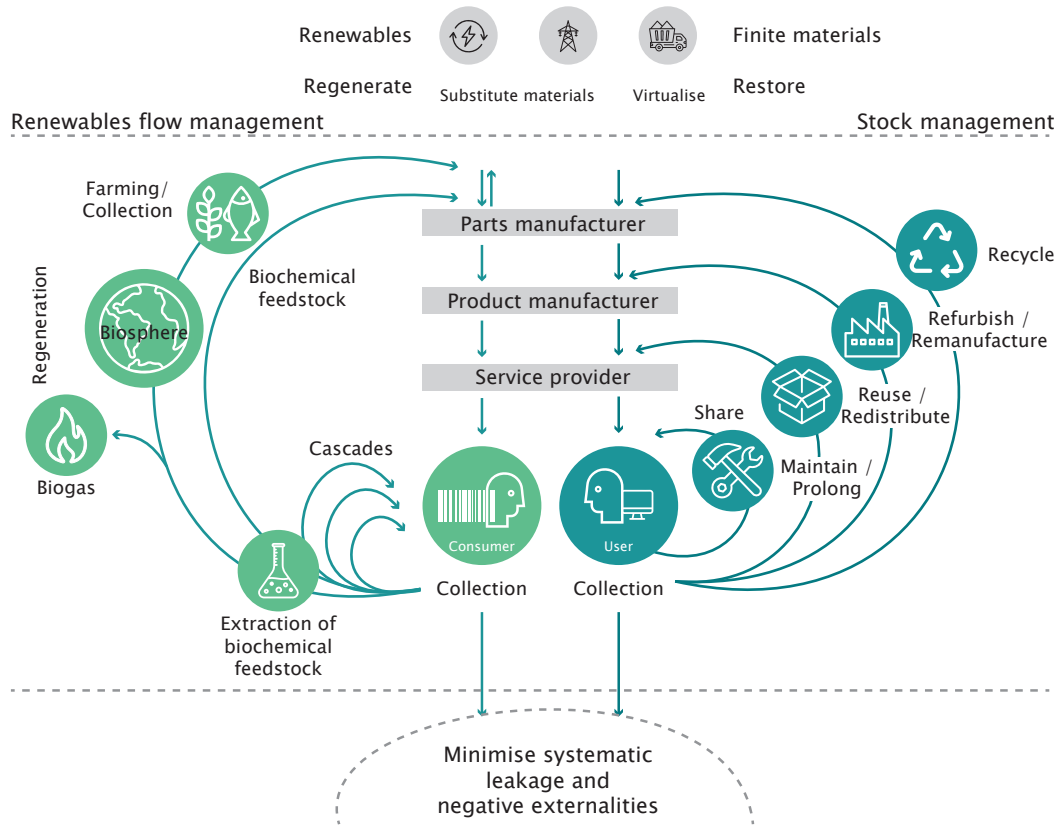 Renewables
Finite materials
Regenerate
Substitute materials
Virtualise
Restore
Renewables flow management
Stock management
Farming/
Collection
Parts manufacturer
Recycle
Biochemical
feedstock
Regeneration
Biosphere
Product manufacturer
Refurbish /
Remanufacture
Service provider
Reuse /
Redistribute
Share
Cascades
Maintain /
Prolong
Biogas
Consumer
User
Collection
Collection
Extraction of
biochemical
feedstock
Minimise systematic
leakage and
negative externalities